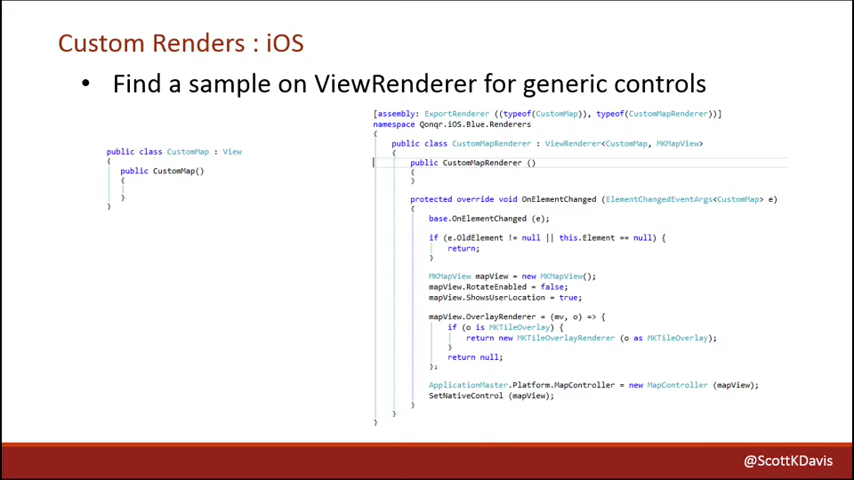 Custom Renders : iOS
• Find a sample on ViewRenderer for generic controls
public class CustomMap : View
{
public CustomMap()
{
}
}
[assembly: ExportRenderer ((typeof(CustomMap)), typeof(CustomMapRenderer))]
namespace Qonqr.iOS.Blue.Renderers
{
public class CustomMapRenderer : ViewRenderer<CustomMap, MKMapView>
{
public CustomMapRenderer ()
{
}
protected override void OnElementChanged (ElementChangedEventArgs<CustomMap> e)
{
base.OnElementChanged (e);
if (e.OldElement != null || this.Element == null) {
return;
}
MKMapView mapView = new MKMapView();
mapView.RotateEnabled = false;
mapView.ShowsUserLocation = true;
mapView.OverlayRenderer = (mv, o) => {
if (o is MKTileOverlay) {
return new MKTileOverlayRenderer (o as MKTileOverlay);
}
return null;
};
ApplicationMaster.Platform.MapController = new MapController (mapView);
SetNativeControl (mapView);
}
}
}
@ScottKDavis